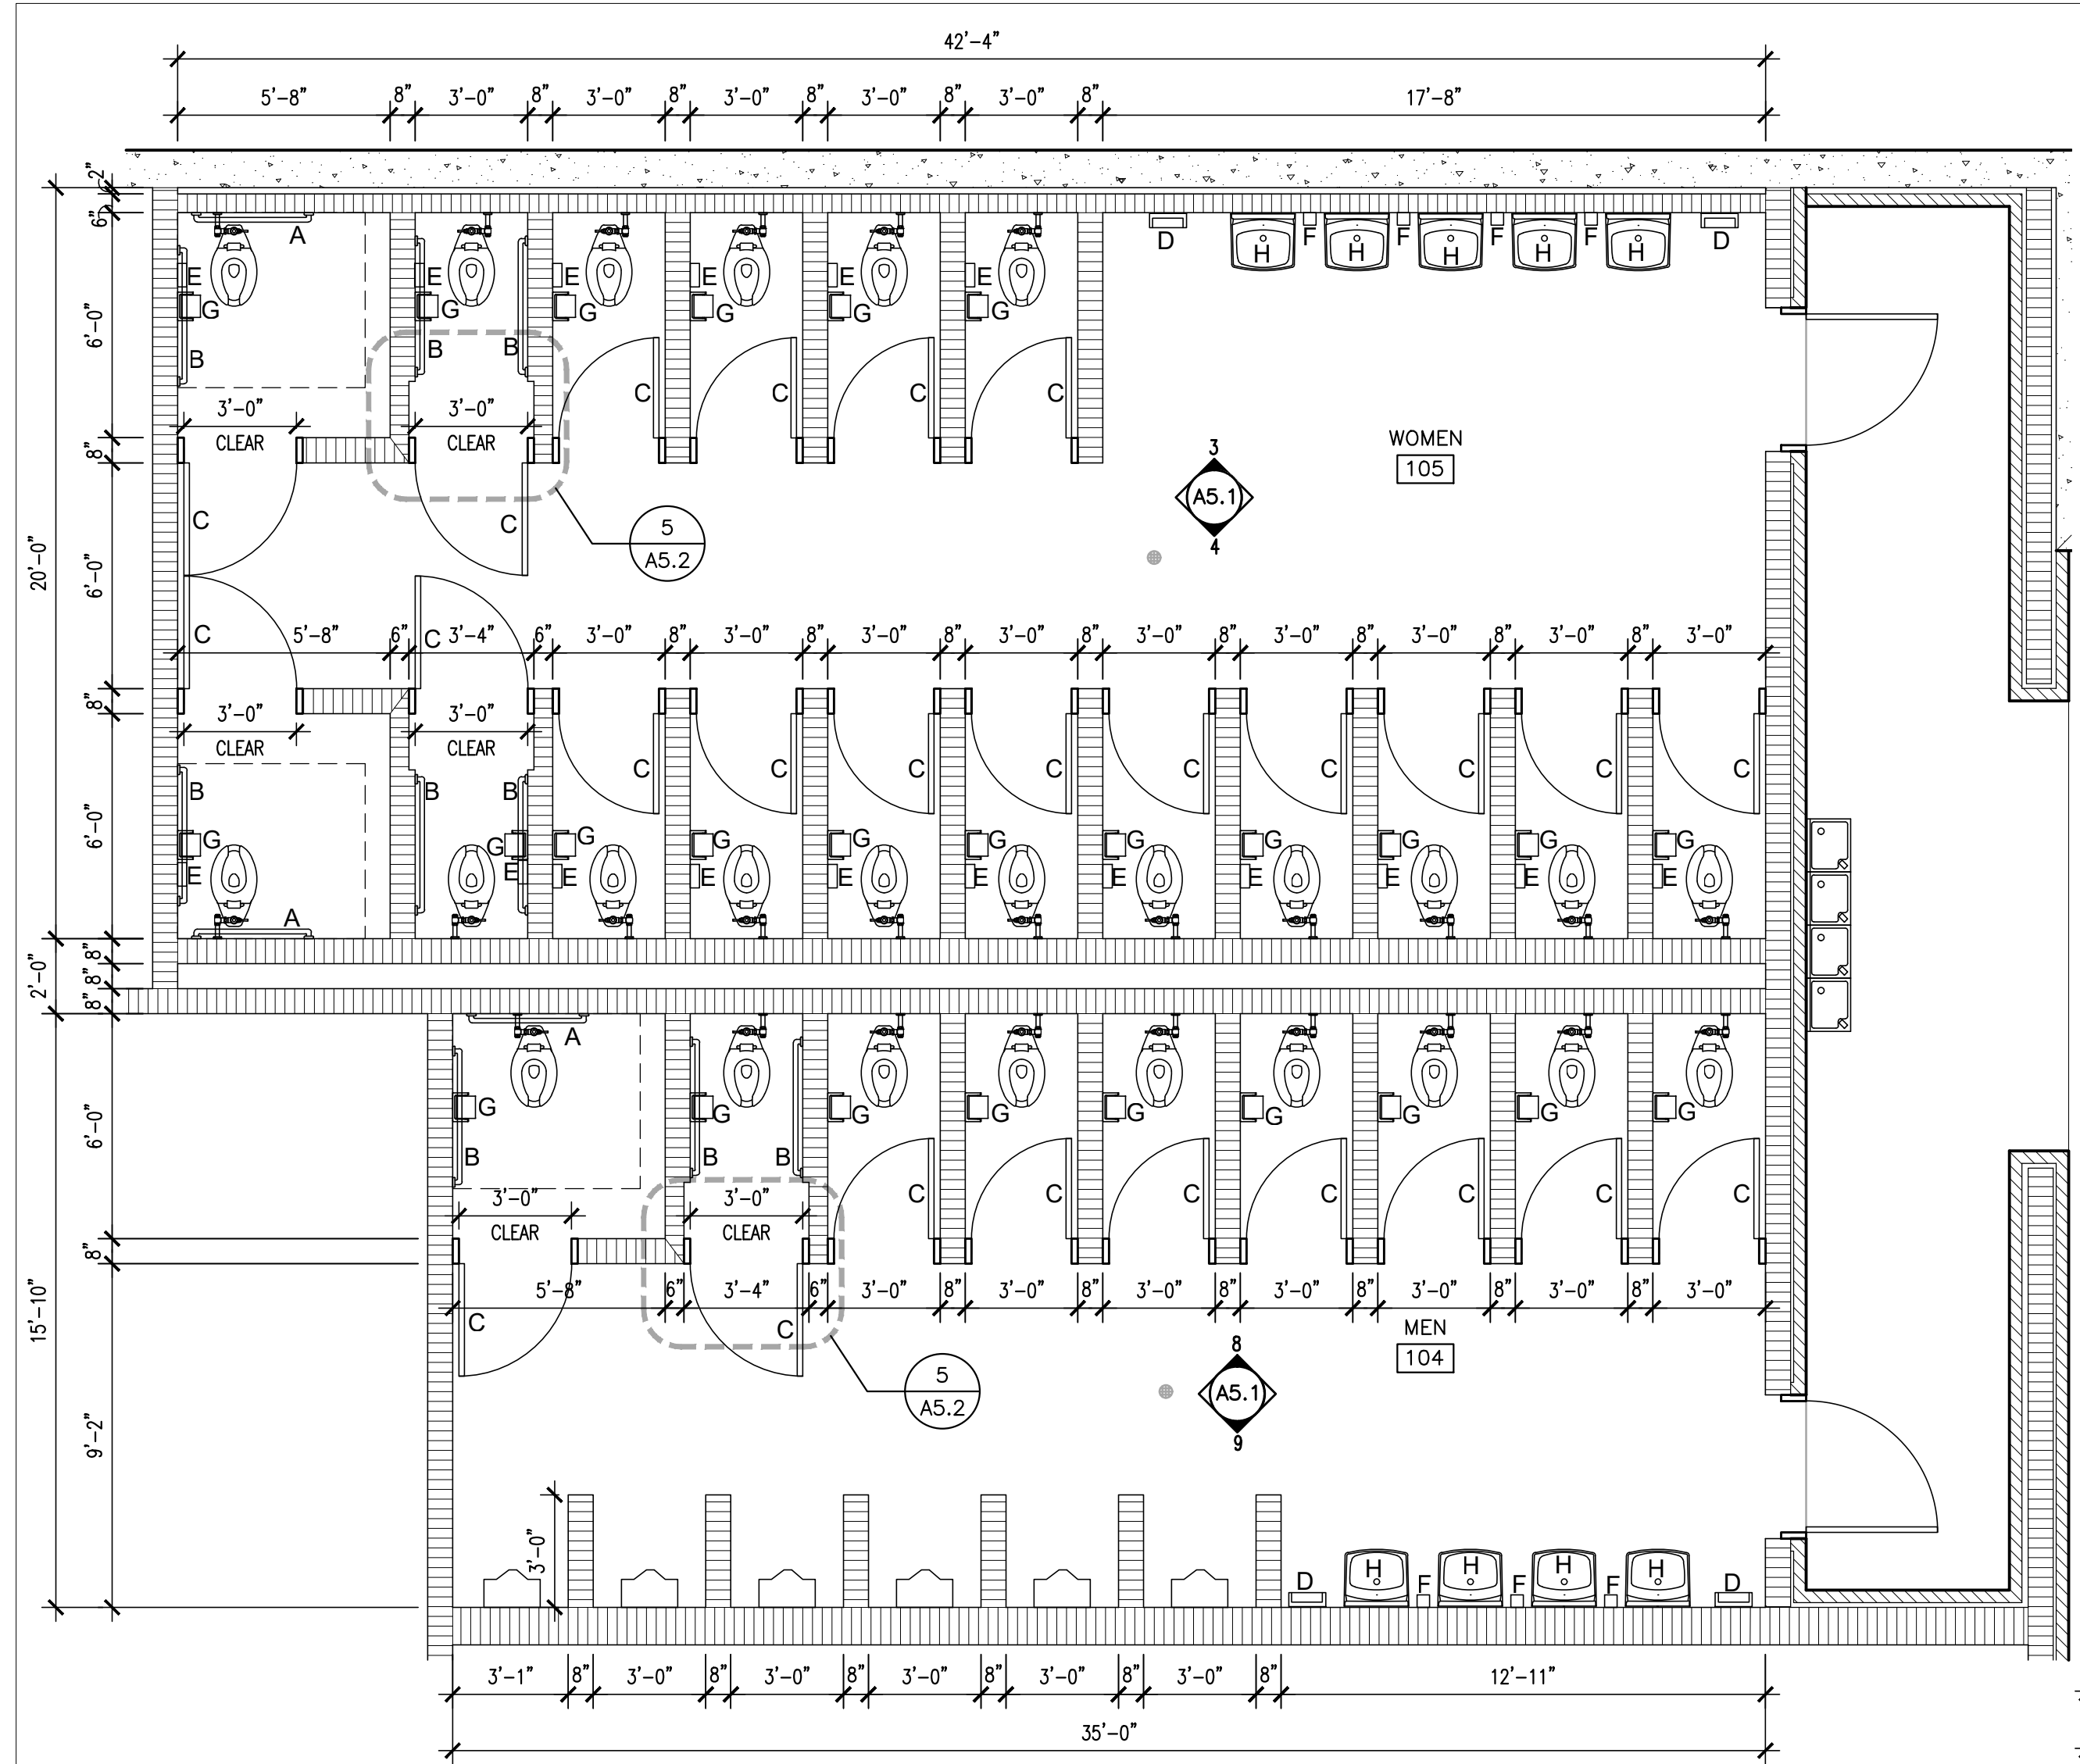 42'-4"
5'-8" 8" 3'-0" 8" 3'-0" 8" 3'-0" 8" 3'-0" 8" 3'-0" 8" 17'-8"
2"
6"
A
D F F F F D
H H H H H
E E E E E E
G G G G G G
6'-0"
B B B
C C C C
3'-0" 3'-0"
CLEAR CLEAR
8"
WOMEN
105
3
A5.1
4
C C
5
A5.2
20'-0"
6'-0"
C 5'-8" 6" C 3'-4" 6" 3'-0" 8" 3'-0" 8" 3'-0" 8" 3'-0" 8" 3'-0" 8" 3'-0" 8" 3'-0" 8" 3'-0" 8" 3'-0"
8"
3'-0" 3'-0"
CLEAR CLEAR
C C C C C C C C C
B B B
6'-0"
G G G G G G G G G G G
E E E E E E E E E E E
A
8"
2'-0"
8"
8"
A
G G G G G G G G G
6'-0"
B B B
C C C C C C C
3'-0" 3'-0"
CLEAR CLEAR
8"
5'-8" 6" 3'-4" 6" 3'-0" 8" 3'-0" 8" 3'-0" 8" 3'-0" 8" 3'-0" 8" 3'-0" 8" 3'-0"
15'-10"
C C
MEN
104
8
A5.1
9
5
A5.2
9'-2"
3'-0"
H H H H
D F F F D
3'-1" 8" 3'-0" 8" 3'-0" 8" 3'-0" 8" 3'-0" 8" 3'-0" 8" 12'-11"
35'-0"